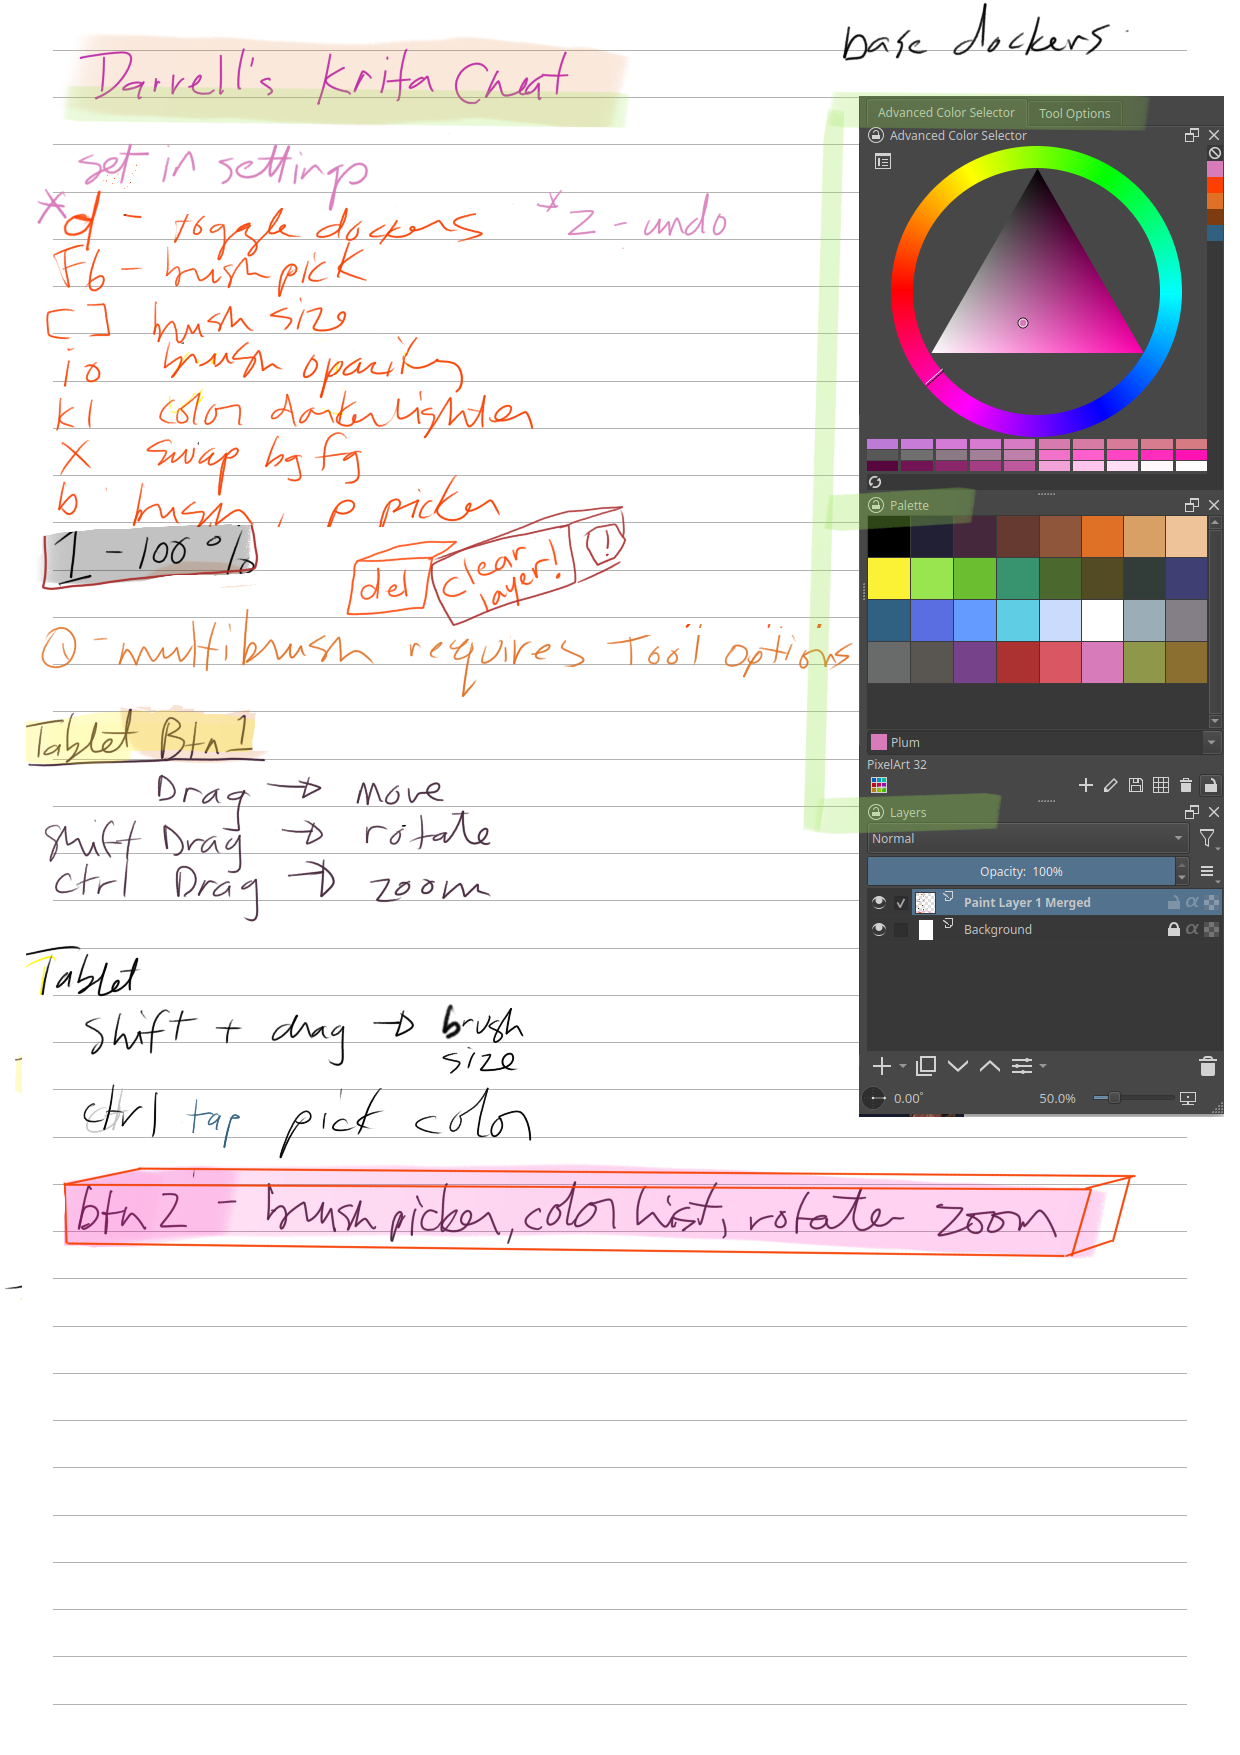 base dockers
Darrell's Krita Cheat
set in settings
* d - toggle dockers
* z - undo
F6 - brush pick
[ ] brush size
i o brush opacity
k l color darker lighter
X swap bg fg
b brush, p picker
1 - 100 %
del
clear layer!
!
Q - multibrush requires Tool options
Tablet Btn 1
Drag → move
shift Drag → rotate
ctrl Drag → zoom
Tablet
shift + drag → brush
size
ctrl tap pick color
btn 2 - brush picker, color hist, rotate zoom
Advanced Color Selector
Tool Options
Advanced Color Selector
Palette
Plum
PixelArt 32
Layers
Normal
Opacity: 100%
Paint Layer 1 Merged
Background
0.00°
50.0%